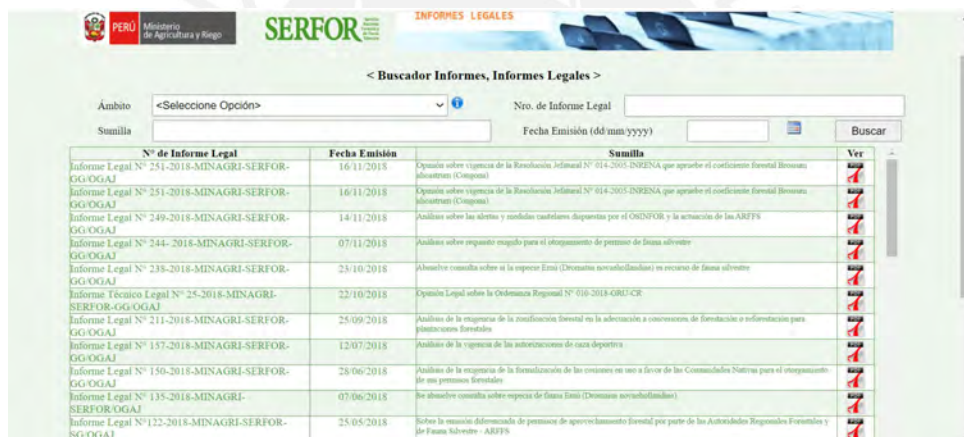 INFORMES LEGALES
PERÚ
Ministerio
de Agricultura y Riego
SERFOR
< Buscador Informes, Informes Legales >
Ámbito <Seleccione Opción> Nro. de Informe Legal
Sumilla Fecha Emisión (dd/mm/yyyy) Buscar
N° de Informe Legal Fecha Emisión Sumilla Ver
Informe Legal N° 251-2018-MINAGRI-SERFOR-
GG/OGAJ
16/11/2018
Opinión sobre vigencia de la Resolución Jefatural N° 014-2005-INRENA que aprueba el coeficiente forestal Brosimum
alicastrum (Congona)
Informe Legal N° 251-2018-MINAGRI-SERFOR-
GG/OGAJ
16/11/2018
Opinión sobre vigencia de la Resolución Jefatural N° 014-2005-INRENA que aprueba el coeficiente forestal Brosimum
alicastrum (Congona)
Informe Legal N° 249-2018-MINAGRI-SERFOR-
GG/OGAJ
14/11/2018
Análisis sobre las alertas y medidas cautelares dispuestas por el OSINFOR y la actuación de las ARFFS
Informe Legal N° 244- 2018-MINAGRI-SERFOR-
GG/OGAJ
07/11/2018
Análisis sobre requisito exigido para el otorgamiento de permiso de fauna silvestre
Informe Legal N° 238-2018-MINAGRI-SERFOR-
GG/OGAJ
23/10/2018
Absuelve consulta sobre si la especie Emú (Dromaius novaehollandiae) es recurso de fauna silvestre
Informe Técnico Legal N° 25-2018-MINAGRI-
SERFOR-GG/OGAJ
22/10/2018
Opinión Legal sobre la Ordenanza Regional N° 010-2018-GRU-CR
Informe Legal N° 211-2018-MINAGRI-SERFOR-
GG/OGAJ
25/09/2018
Análisis de la exigencia de la zonificación forestal en la adecuación a concesiones de forestación o reforestación para
plantaciones forestales
Informe Legal N° 157-2018-MINAGRI-SERFOR-
GG/OGAJ
12/07/2018
Análisis de la vigencia de las autorizaciones de caza deportiva
Informe Legal N° 150-2018-MINAGRI-SERFOR-
GG/OGAJ
28/06/2018
Análisis de la exigencia de la formalización de las cesiones en uso a favor de las Comunidades Nativas para el otorgamiento
de sus permisos forestales
Informe Legal N° 135-2018-MINAGRI-
SERFOR/OGAJ
07/06/2018
Se absuelve consulta sobre especie de fauna Emú (Dromaius novaehollandiae)
Informe Legal N°122-2018-MINAGRI-SERFOR-
SG/OGAJ
25/05/2018
Sobre la emisión diferenciada de permisos de aprovechamiento forestal por parte de las Autoridades Regionales Forestales y
de Fauna Silvestre - ARFFS